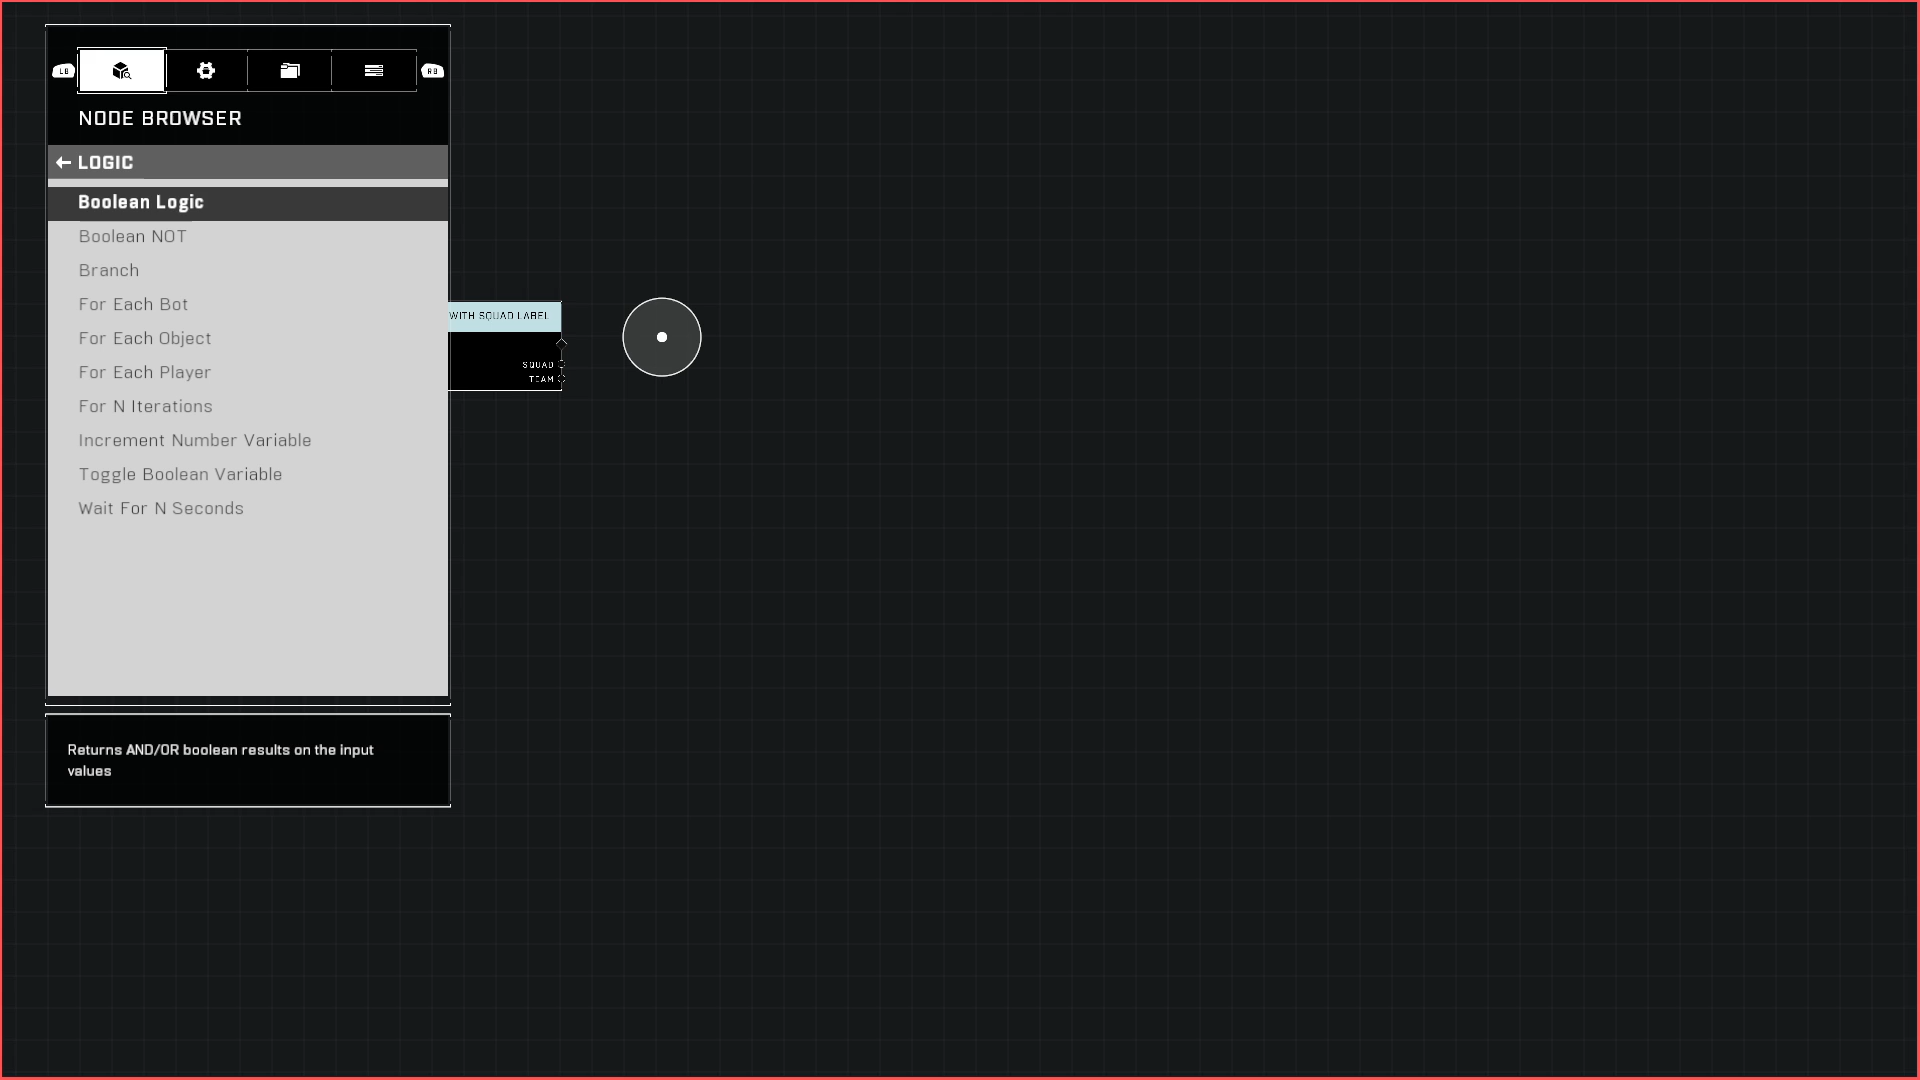 LB
RB
NODE BROWSER
LOGIC
Boolean Logic
Boolean NOT
Branch
For Each Bot
For Each Object
For Each Player
For N Iterations
Increment Number Variable
Toggle Boolean Variable
Wait For N Seconds
WITH SQUAD LABEL
SQUAD
TEAM
Returns AND/OR boolean results on the input
values